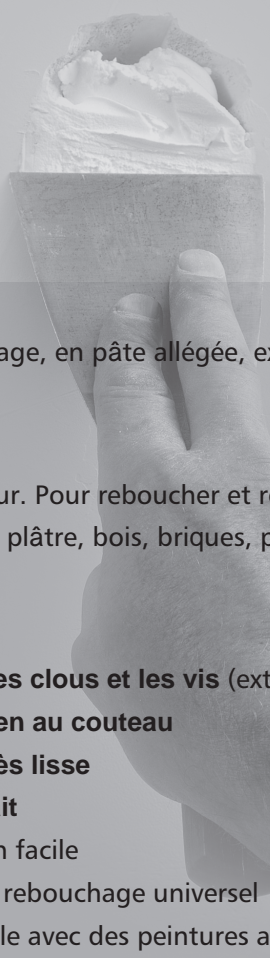 age, en pâte allégée, ex
ur. Pour reboucher et r
plâtre, bois, briques, p
es clous et les vis (ext
en au couteau
ès lisse
it
n facile
rebouchage universel
le avec des peintures a